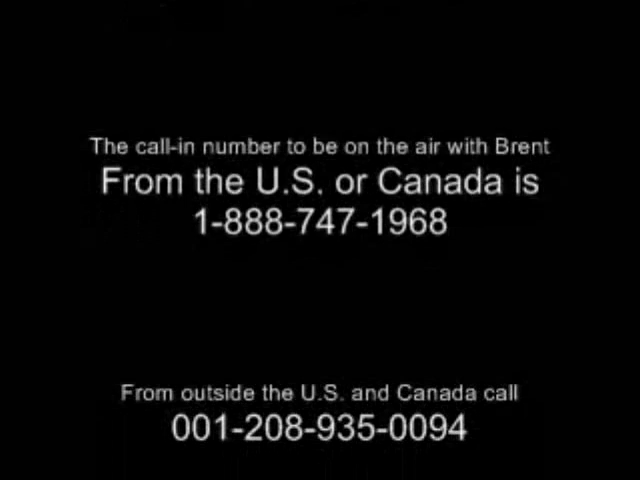 The call-in number to be on the air with Brent
From the U.S. or Canada is
1-888-747-1968
From outside the U.S. and Canada call
001-208-935-0094